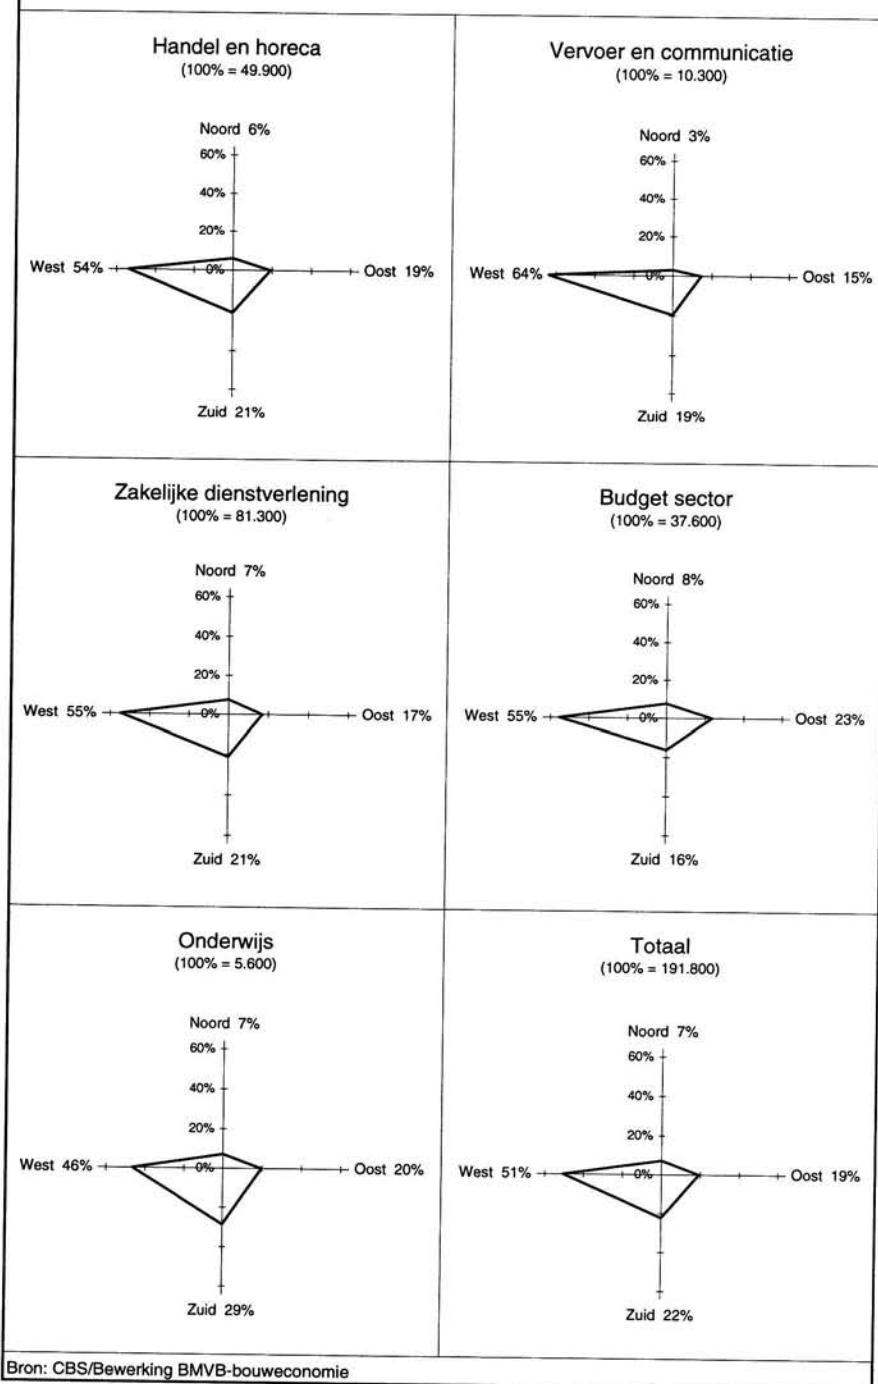 Handel en horeca
(100% = 49.900)
Noord 6%
60%
40%
20%
West 54%
0%
Oost 19%
Zuid 21%
Vervoer en communicatie
(100% = 10.300)
Noord 3%
60%
40%
20%
West 64%
0%
Oost 15%
Zuid 19%
Zakelijke dienstverlening
(100% = 81.300)
Noord 7%
60%
40%
20%
West 55%
0%
Oost 17%
Zuid 21%
Budget sector
(100% = 37.600)
Noord 8%
60%
40%
20%
West 55%
0%
Oost 23%
Zuid 16%
Onderwijs
(100% = 5.600)
Noord 7%
60%
40%
20%
West 46%
0%
Oost 20%
Zuid 29%
Totaal
(100% = 191.800)
Noord 7%
60%
40%
20%
West 51%
0%
Oost 19%
Zuid 22%
Bron: CBS/Bewerking BMVB-bouweconomie